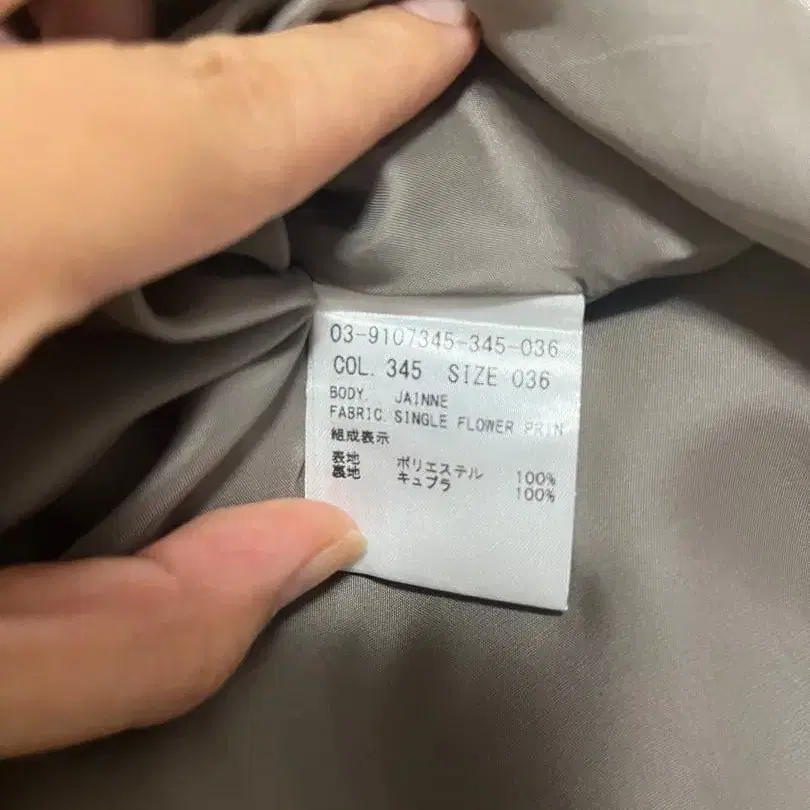 03-9107345-345-036
COL. 345 SIZE 036
BODY. JAINNE
FABRIC. SINGLE FLOWER PRIN
組成表示
表地 ポリエステル 100%
裏地 キュプラ 100%